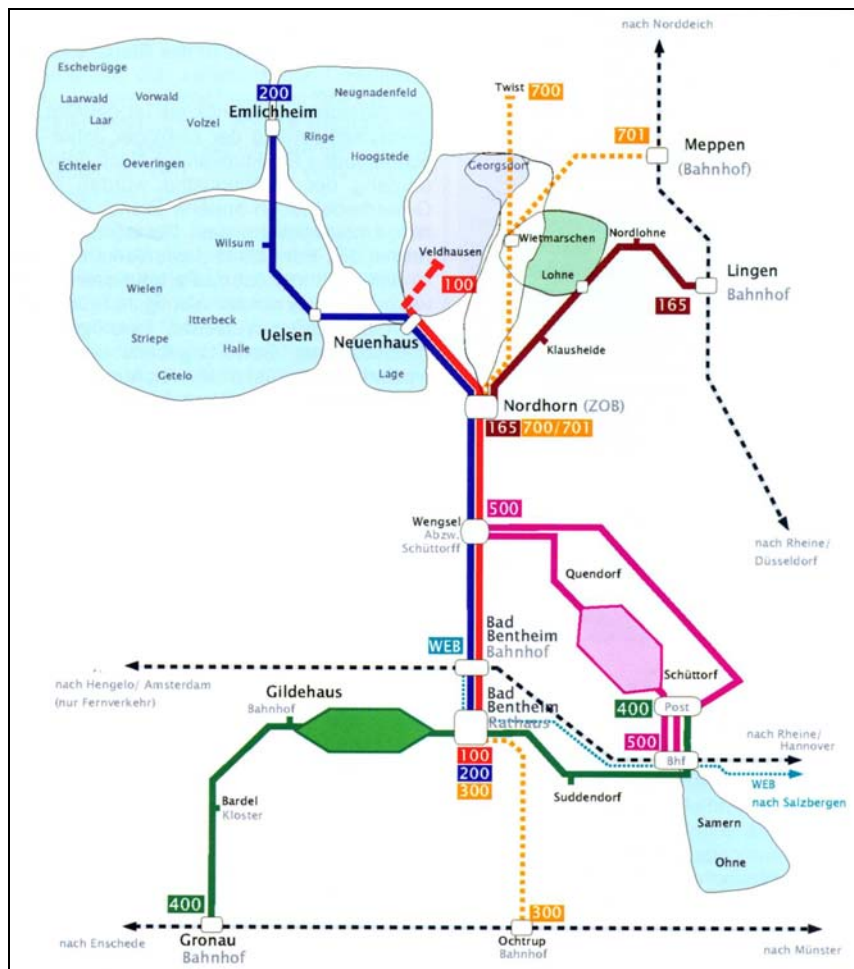 nach Norddeich
Eschebrügge
Laarwald
Vorwald
Laar
Volzel
Echteler
Oeveringen
200
Emlichheim
Neugnadenfeld
Ringe
Hoogstede
Twist
700
701
Meppen
(Bahnhof)
Georgsdorf
Wietmarschen
Nordlohne
Lohne
Lingen
Bahnhof
165
Wilsum
Veldhausen
100
Wielen
Itterbeck
Striepe
Halle
Getelo
Uelsen
Neuenhaus
Lage
Klausheide
Nordhorn (ZOB)
165 700/701
500
Wengsel
Abzw.
Schüttorff
nach Rheine/
Düsseldorf
Quendorf
Bad
Bentheim
Bahnhof
WEB
Schüttorf
nach Hengelo/ Amsterdam
(nur Fernverkehr)
Gildehaus
Bahnhof
Bad
Bentheim
Rathaus
400
Post
500
Bhf
nach Rheine/
Hannover
100
200
300
WEB
nach Salzbergen
Suddendorf
Bardel
Kloster
Samern
Ohne
400
300
nach Enschede
Gronau
Bahnhof
Ochtrup
Bahnhof
nach Münster